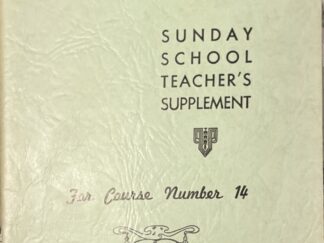 SUNDAY
SCHOOL
TEACHER'S
SUPPLEMENT
For Course Number 14